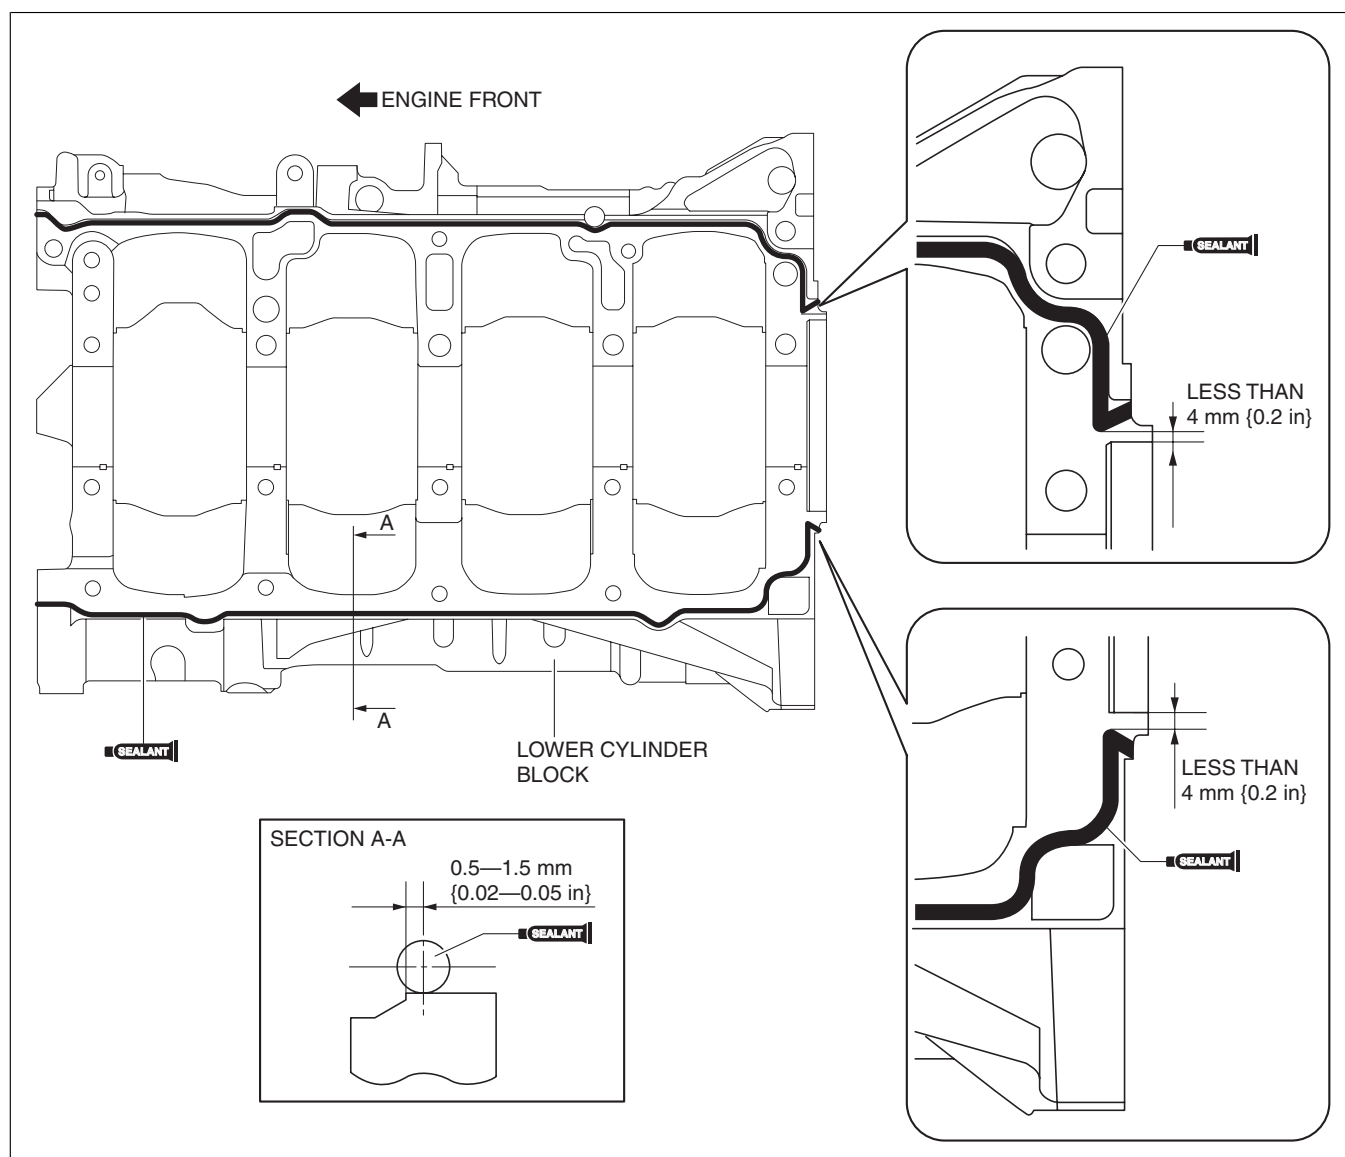 ENGINE FRONT
SEALANT
LESS THAN
4 mm {0.2 in}
A
A
SEALANT
LOWER CYLINDER
BLOCK
LESS THAN
4 mm {0.2 in}
SEALANT
SECTION A-A
0.5—1.5 mm
{0.02—0.05 in}
SEALANT